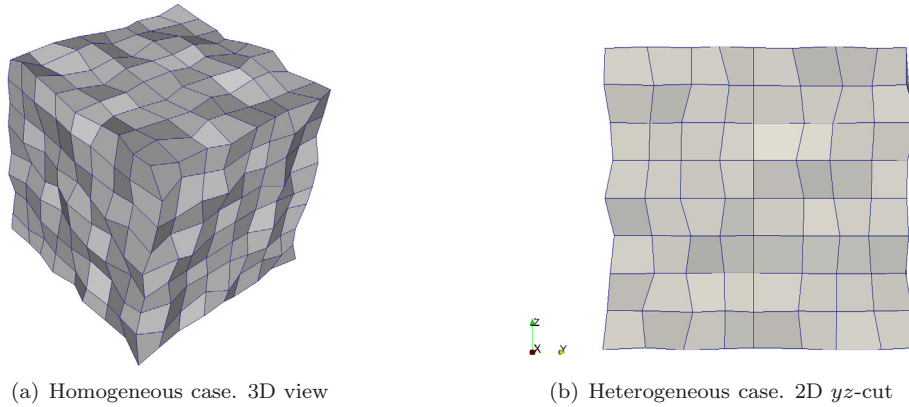 Z
X
Y
(a) Homogeneous case. 3D view
(b) Heterogeneous case. 2D yz-cut